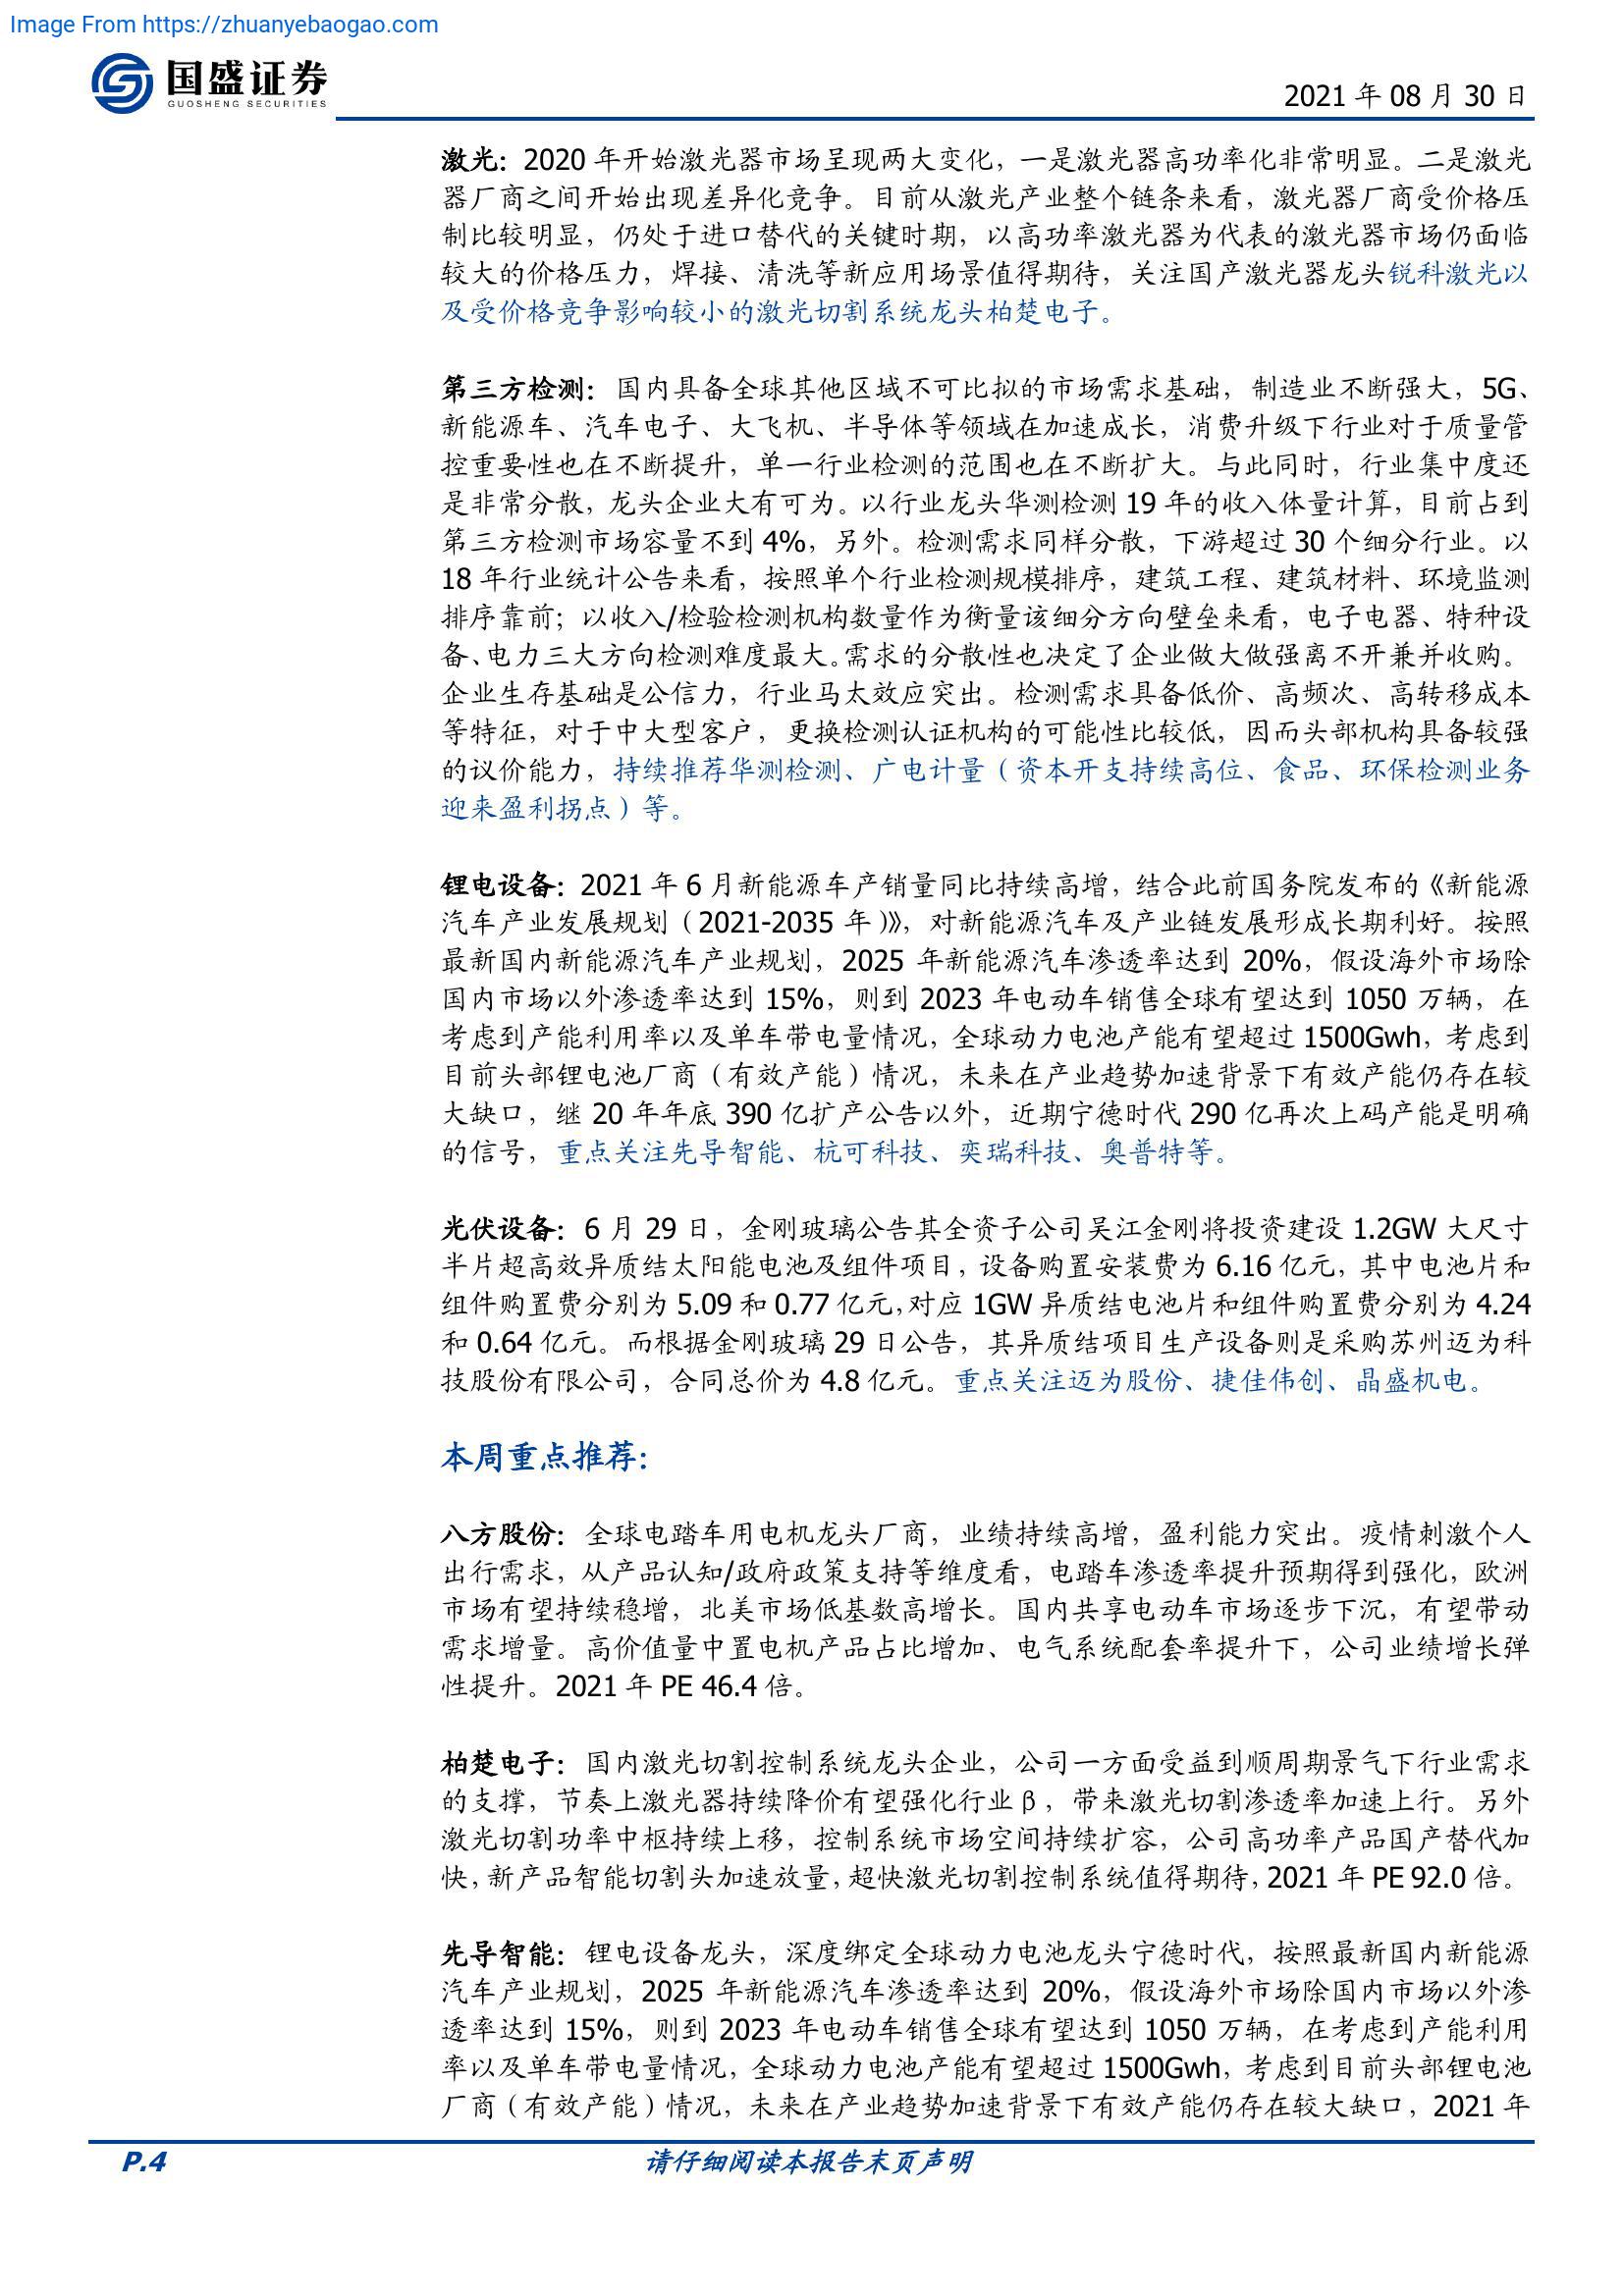 Image From https://zhuanyebaogao.com
国盛证券
GUOSHENG SECURITIES
2021 年 08 月 30 日
激光：2020 年开始激光器市场呈现两大变化，一是激光器高功率化非常明显。二是激光
器厂商之间开始出现差异化竞争。目前从激光产业整个链条来看，激光器厂商受价格压
制比较明显，仍处于进口替代的关键时期，以高功率激光器为代表的激光器市场仍面临
较大的价格压力，焊接、清洗等新应用场景值得期待，关注国产激光器龙头锐科激光以
及受价格竞争影响较小的激光切割系统龙头柏楚电子。
第三方检测：国内具备全球其他区域不可比拟的市场需求基础，制造业不断强大，5G、
新能源车、汽车电子、大飞机、半导体等领域在加速成长，消费升级下行业对于质量管
控重要性也在不断提升，单一行业检测的范围也在不断扩大。与此同时，行业集中度还
是非常分散，龙头企业大有可为。以行业龙头华测检测 19 年的收入体量计算，目前占到
第三方检测市场容量不到 4%，另外。检测需求同样分散，下游超过 30 个细分行业。以
18 年行业统计公告来看，按照单个行业检测规模排序，建筑工程、建筑材料、环境监测
排序靠前；以收入/检验检测机构数量作为衡量该细分方向壁垒来看，电子电器、特种设
备、电力三大方向检测难度最大。需求的分散性也决定了企业做大做强离不开兼并收购。
企业生存基础是公信力，行业马太效应突出。检测需求具备低价、高频次、高转移成本
等特征，对于中大型客户，更换检测认证机构的可能性比较低，因而头部机构具备较强
的议价能力，持续推荐华测检测、广电计量（资本开支持续高位、食品、环保检测业务
迎来盈利拐点）等。
锂电设备：2021 年 6 月新能源车产销量同比持续高增，结合此前国务院发布的《新能源
汽车产业发展规划（2021-2035 年）》，对新能源汽车及产业链发展形成长期利好。按照
最新国内新能源汽车产业规划，2025 年新能源汽车渗透率达到 20%，假设海外市场除
国内市场以外渗透率达到 15%，则到 2023 年电动车销售全球有望达到 1050 万辆，在
考虑到产能利用率以及单车带电量情况，全球动力电池产能有望超过 1500Gwh，考虑到
目前头部锂电池厂商（有效产能）情况，未来在产业趋势加速背景下有效产能仍存在较
大缺口，继 20 年年底 390 亿扩产公告以外，近期宁德时代 290 亿再次上码产能是明确
的信号，重点关注先导智能、杭可科技、奕瑞科技、奥普特等。
光伏设备：6 月 29 日，金刚玻璃公告其全资子公司吴江金刚将投资建设 1.2GW 大尺寸
半片超高效异质结太阳能电池及组件项目，设备购置安装费为 6.16 亿元，其中电池片和
组件购置费分别为 5.09 和 0.77 亿元，对应 1GW 异质结电池片和组件购置费分别为 4.24
和 0.64 亿元。而根据金刚玻璃 29 日公告，其异质结项目生产设备则是采购苏州迈为科
技股份有限公司，合同总价为 4.8 亿元。重点关注迈为股份、捷佳伟创、晶盛机电。
本周重点推荐：
八方股份：全球电踏车用电机龙头厂商，业绩持续高增，盈利能力突出。疫情刺激个人
出行需求，从产品认知/政府政策支持等维度看，电踏车渗透率提升预期得到强化，欧洲
市场有望持续稳增，北美市场低基数高增长。国内共享电动车市场逐步下沉，有望带动
需求增量。高价值量中置电机产品占比增加、电气系统配套率提升下，公司业绩增长弹
性提升。2021 年 PE 46.4 倍。
柏楚电子：国内激光切割控制系统龙头企业，公司一方面受益到顺周期景气下行业需求
的支撑，节奏上激光器持续降价有望强化行业β，带来激光切割渗透率加速上行。另外
激光切割功率中枢持续上移，控制系统市场空间持续扩容，公司高功率产品国产替代加
快，新产品智能切割头加速放量，超快激光切割控制系统值得期待，2021 年 PE 92.0 倍。
先导智能：锂电设备龙头，深度绑定全球动力电池龙头宁德时代，按照最新国内新能源
汽车产业规划，2025 年新能源汽车渗透率达到 20%，假设海外市场除国内市场以外渗
透率达到 15%，则到 2023 年电动车销售全球有望达到 1050 万辆，在考虑到产能利用
率以及单车带电量情况，全球动力电池产能有望超过 1500Gwh，考虑到目前头部锂电池
厂商（有效产能）情况，未来在产业趋势加速背景下有效产能仍存在较大缺口，2021 年
P.4
请仔细阅读本报告末页声明